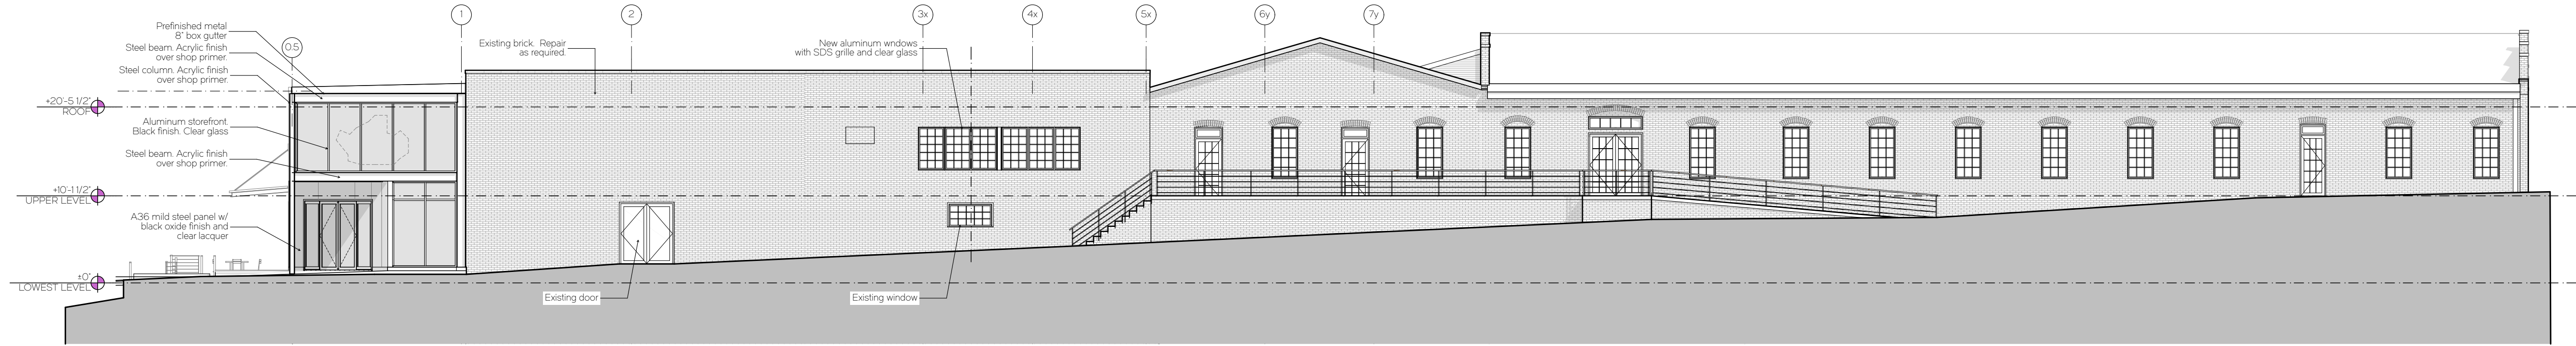 1
2
3x
4x
5x
6y
7y
0.5
Prefinished metal
8" box gutter
Steel beam. Acrylic finish
over shop primer.
Steel column. Acrylic finish
over shop primer.
+20'-5 1/2"
ROOF
Aluminum storefront.
Black finish. Clear glass
Steel beam. Acrylic finish
over shop primer.
+10'-1 1/2"
UPPER LEVEL
A36 mild steel panel w/
black oxide finish and
clear lacquer
±0"
LOWEST LEVEL
Existing brick. Repair
as required.
New aluminum wndows
with SDS grille and clear glass
Existing door
Existing window